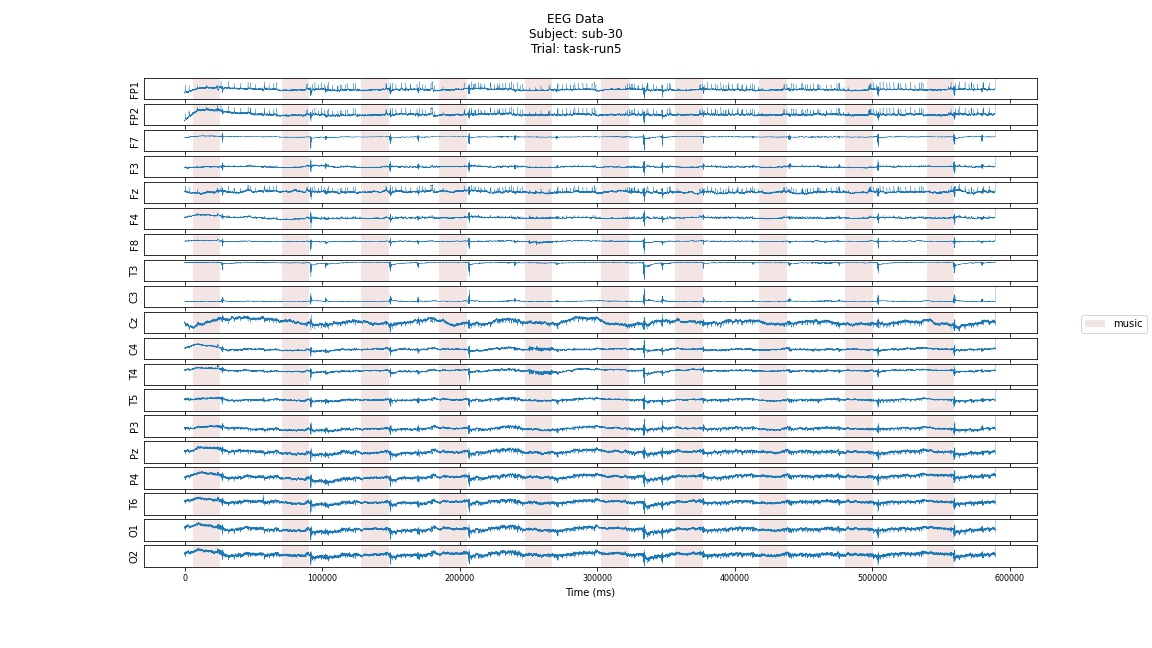 EEG Data
Subject: sub-30
Trial: task-run5
FP1
FP2
F7
F3
Fz
F4
F8
T3
C3
Cz
C4
T4
T5
P3
Pz
P4
T6
O1
O2
music
0 100000 200000 300000 400000 500000 600000
Time (ms)